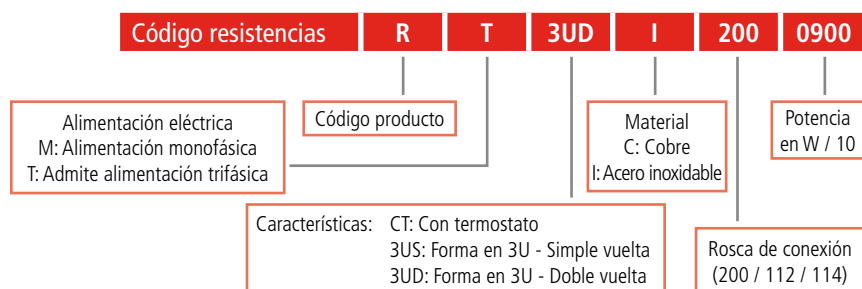 Código resistencias R T 3UD I 200 0900
Alimentación eléctrica
M: Alimentación monofásica
T: Admite alimentación trifásica
Código producto
Material
C: Cobre
I: Acero inoxidable
Potencia
en W / 10
Características: CT: Con termostato
3US: Forma en 3U - Simple vuelta
3UD: Forma en 3U - Doble vuelta
Rosca de conexión
(200 / 112 / 114)